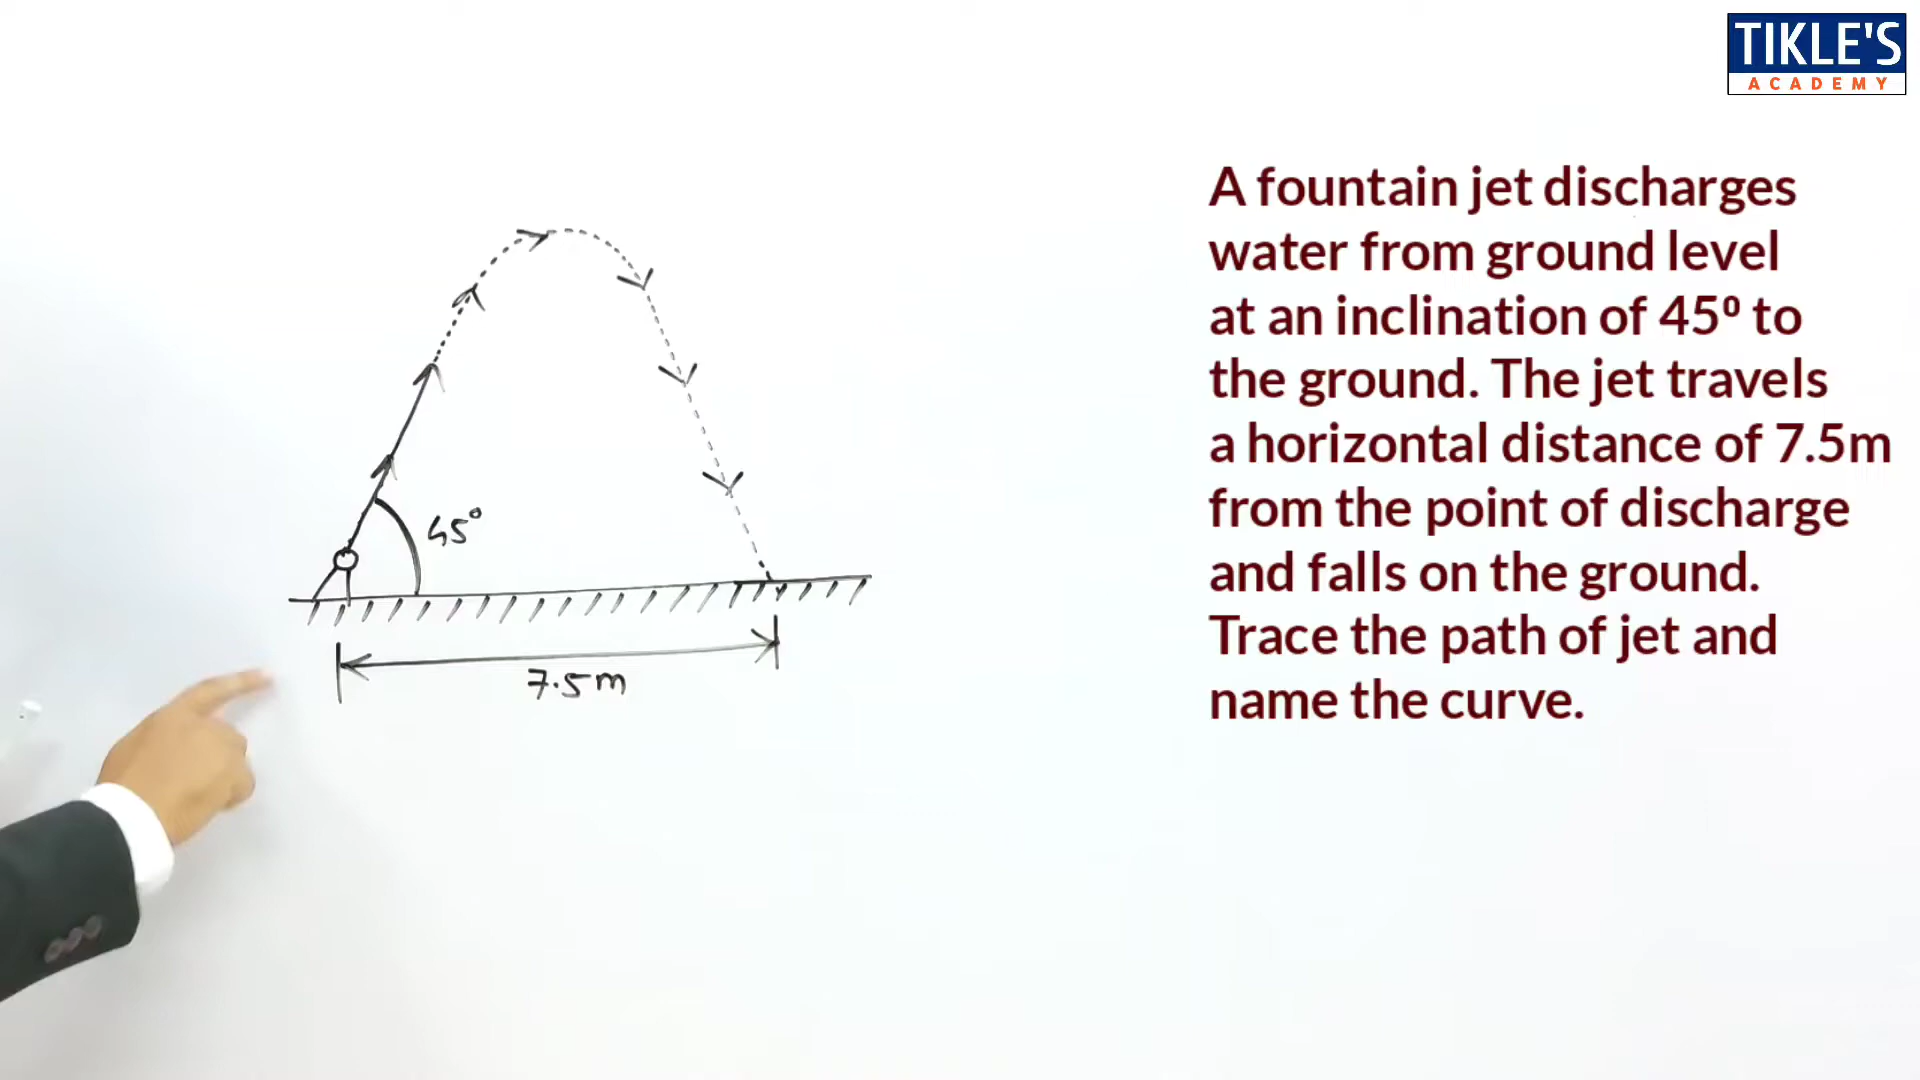 TIKLE'S
ACADEMY
A fountain jet discharges
water from ground level
at an inclination of 45⁰ to
the ground. The jet travels
a horizontal distance of 7.5m
from the point of discharge
and falls on the ground.
Trace the path of jet and
name the curve.
45°
7.5m